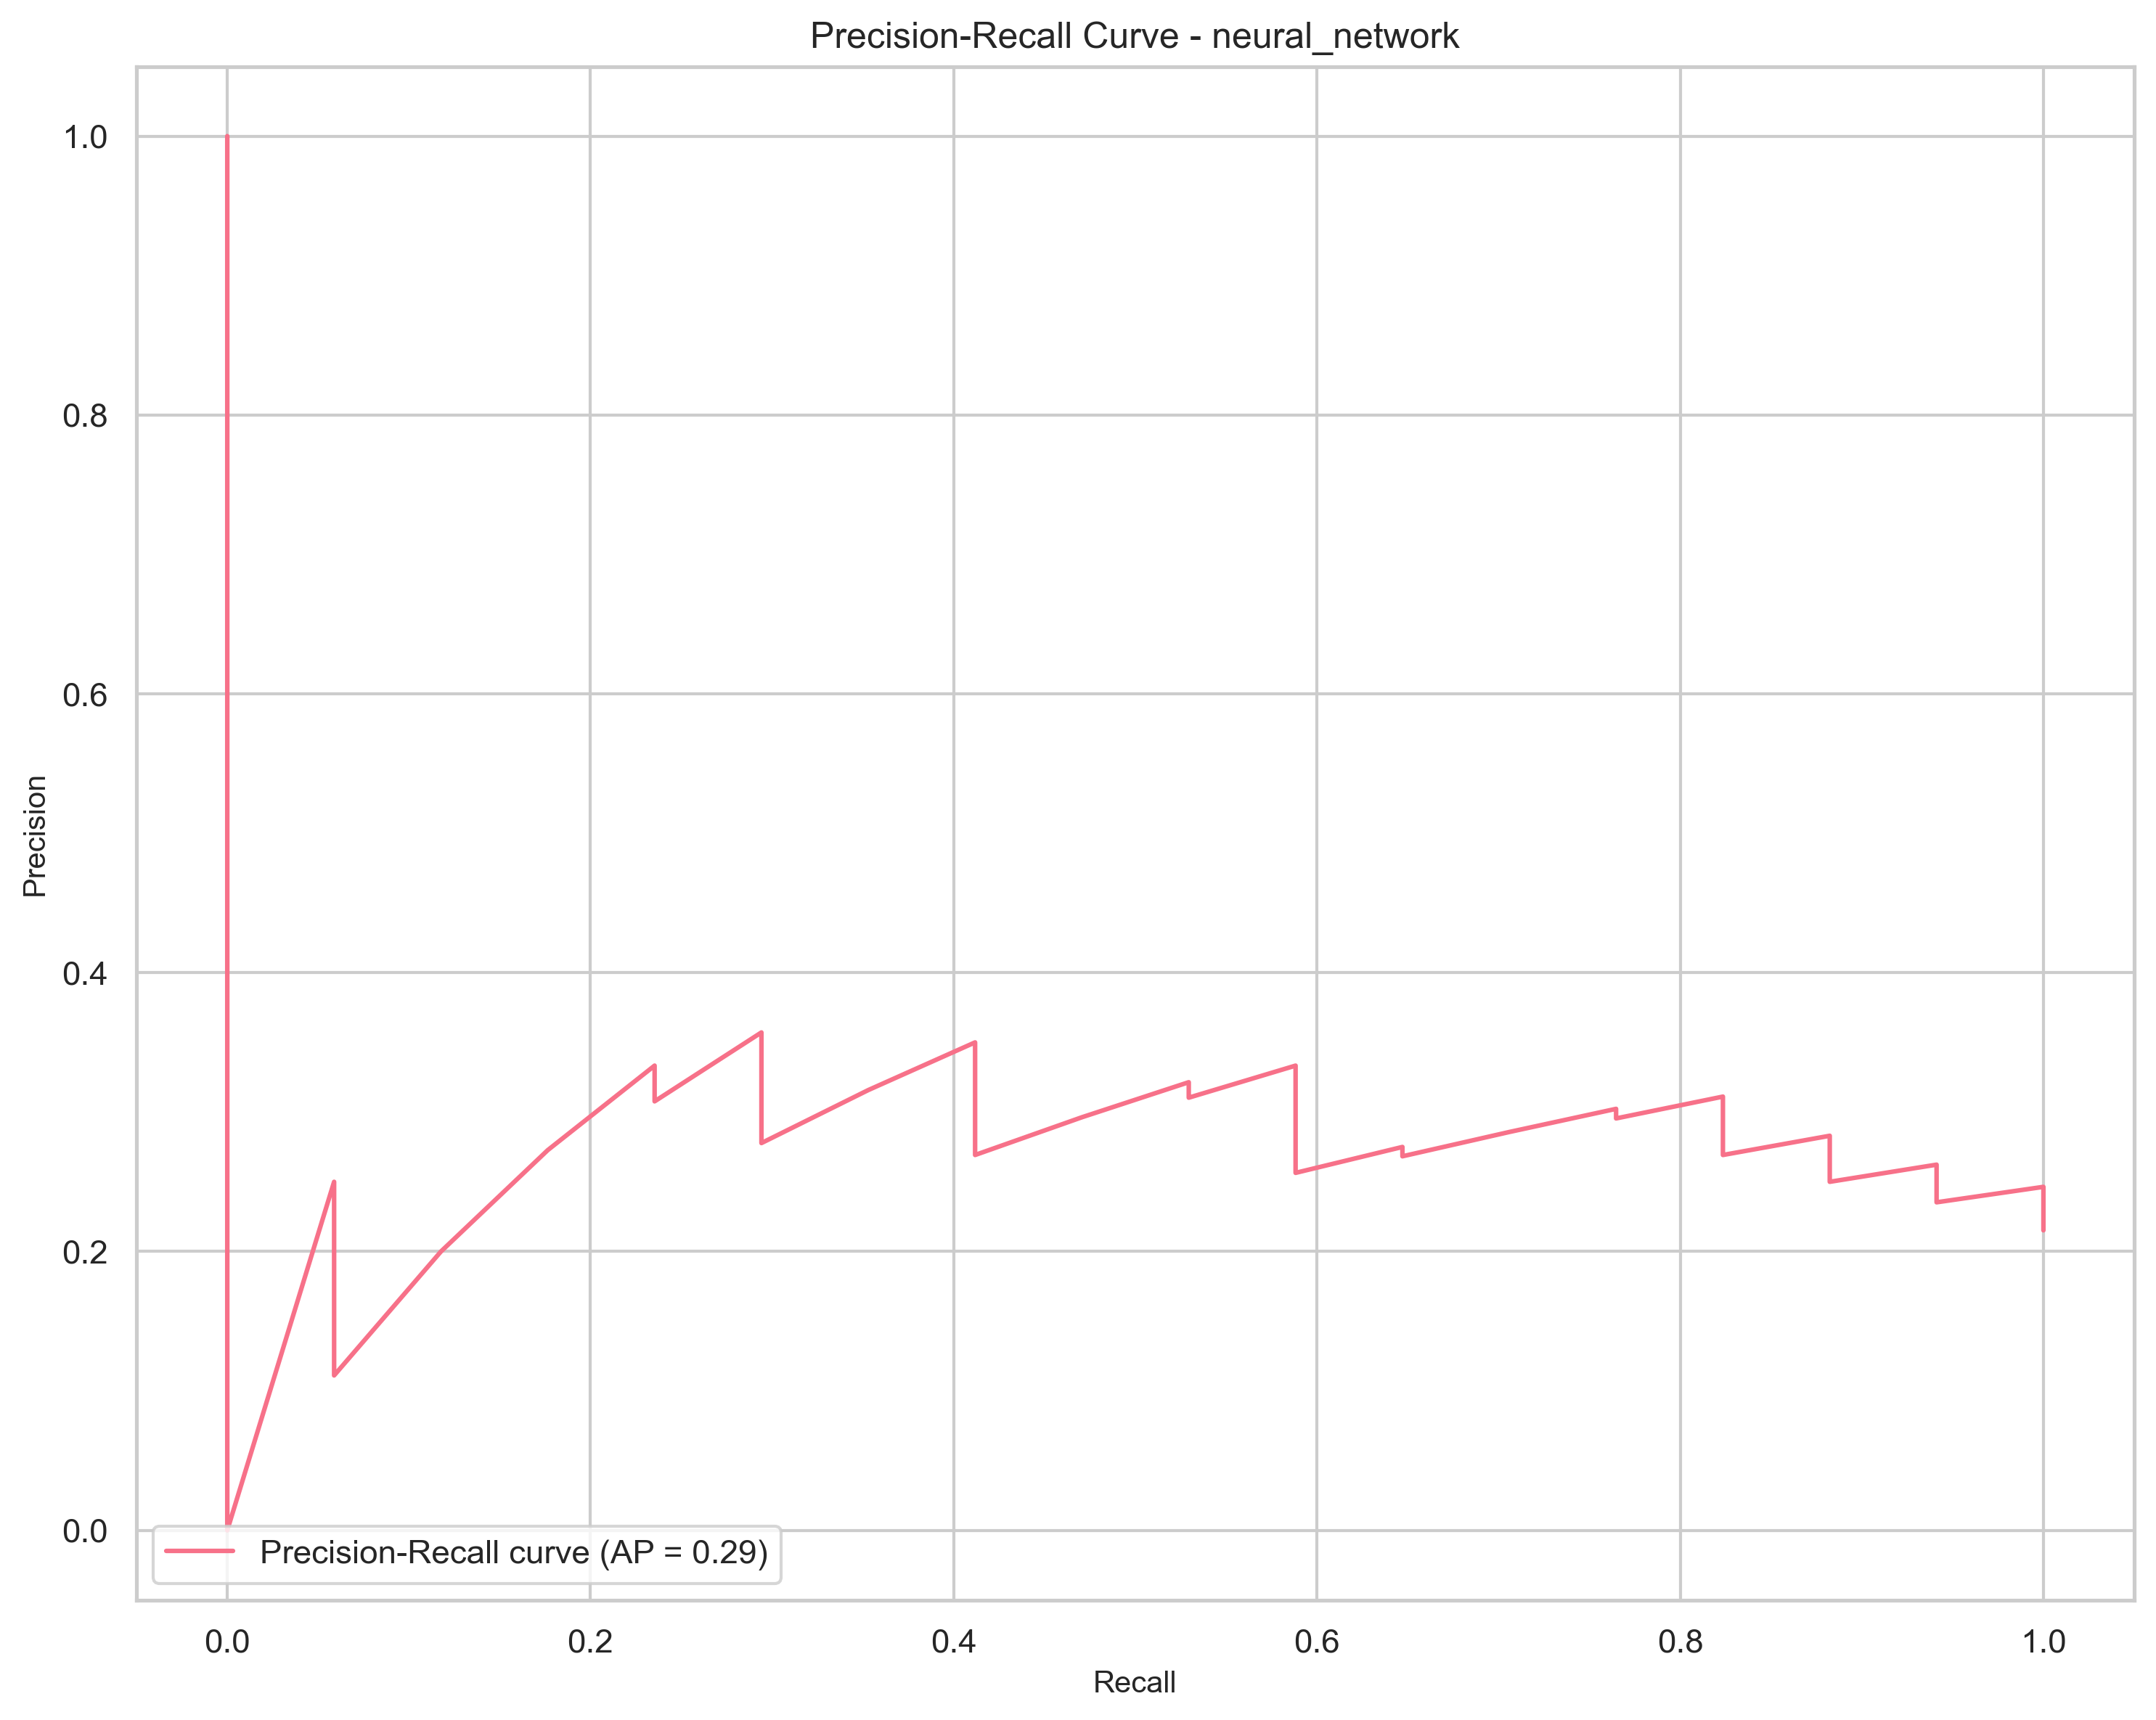 Precision-Recall Curve - neural_network
1.0
0.8
0.6
0.4
0.2
0.0
Precision
Precision-Recall curve (AP = 0.29)
0.0 0.2 0.4 0.6 0.8 1.0
Recall